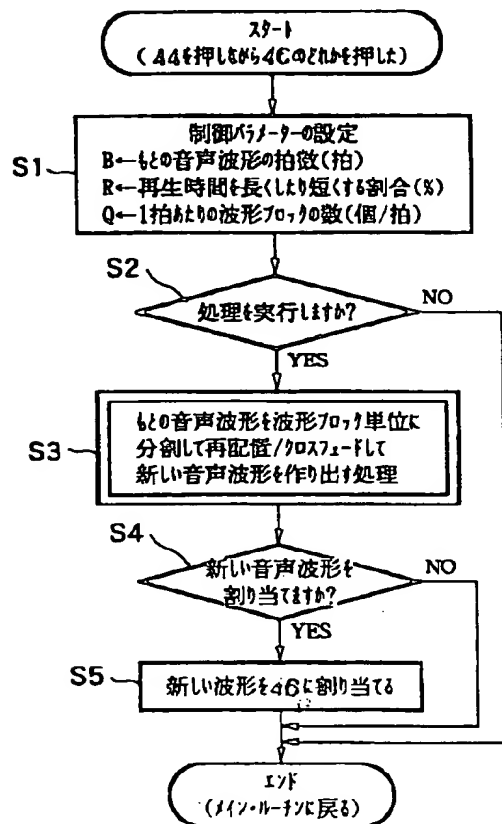 スタート
(44を押しながら46のどれかを押した)
S1
制御パラメーターの設定
B←もとの音声波形の拍数(拍)
R←再生時間を長くしたり短くする割合(%)
Q←1拍あたりの波形ブロックの数(個/拍)
S2
処理を実行しますか?
NO
YES
S3
もとの音声波形を波形ブロック単位に
分割して再配置/クロスフェードして
新しい音声波形を作り出す処理
S4
新しい音声波形を
割り当てますか?
NO
YES
S5
新しい波形を46に割り当てる
エンド
(メイン・ルーチンに戻る)